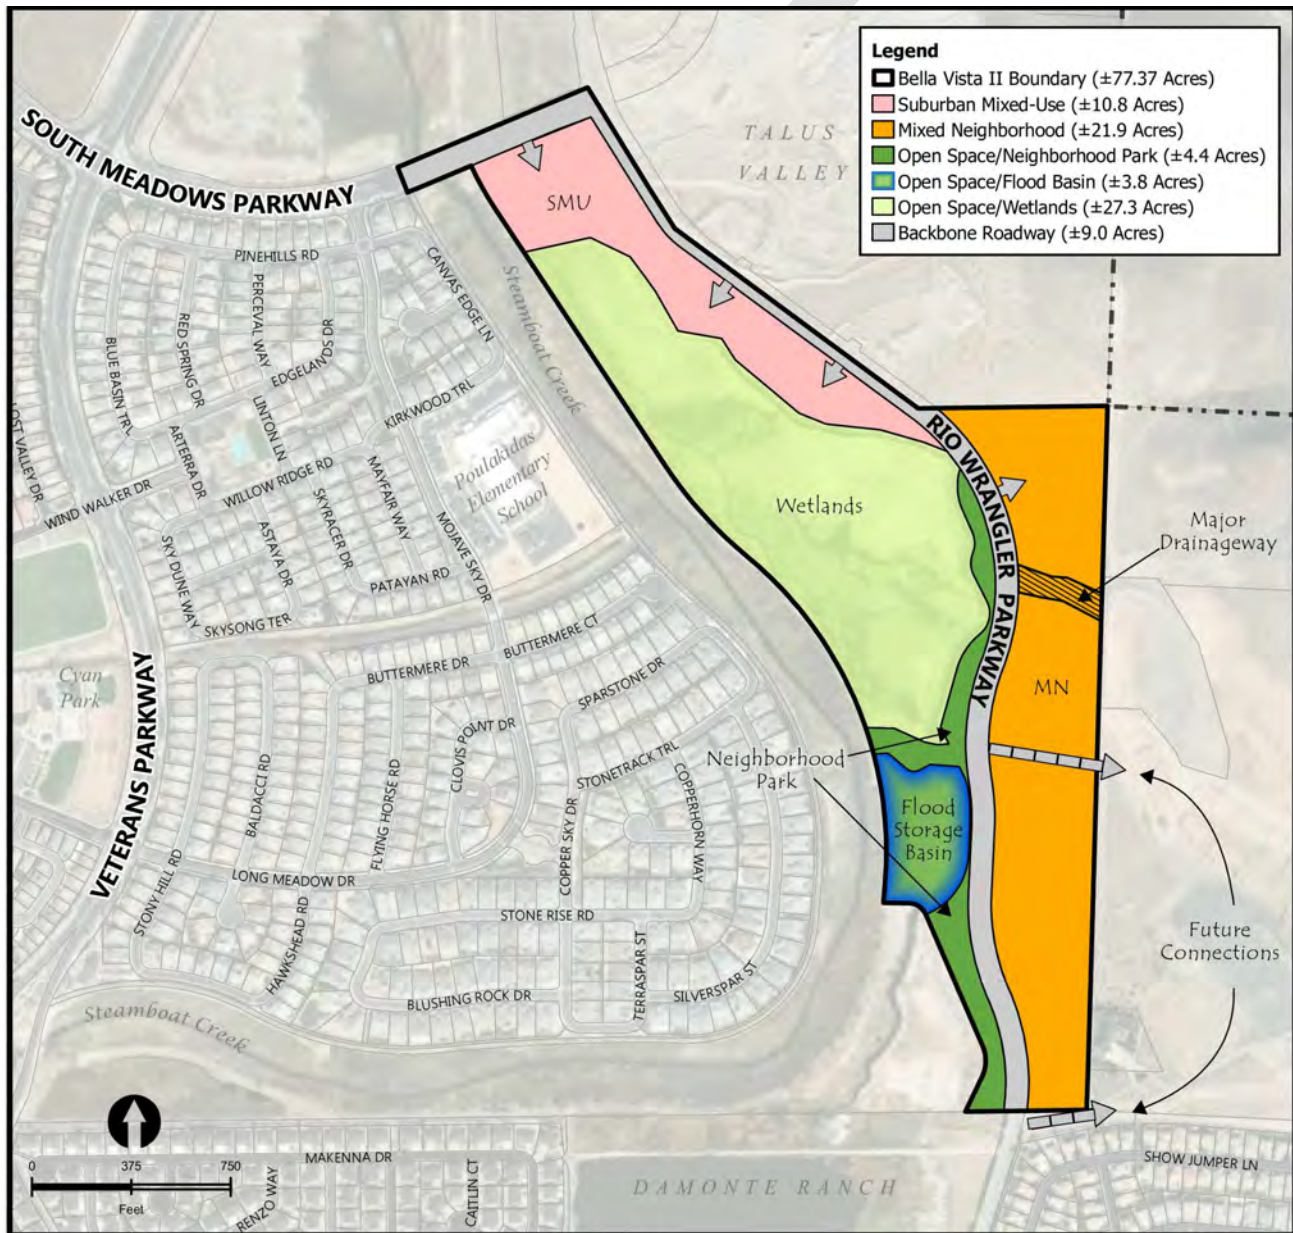 Legend
Bella Vista II Boundary (±77.37 Acres)
Suburban Mixed-Use (±10.8 Acres)
Mixed Neighborhood (±21.9 Acres)
Open Space/Neighborhood Park (±4.4 Acres)
Open Space/Flood Basin (±3.8 Acres)
Open Space/Wetlands (±27.3 Acres)
Backbone Roadway (±9.0 Acres)
TALUS
VALLEY
SOUTH MEADOWS PARKWAY
SMU
PINEHILLS RD
CANVAS EDGE LN
PERCEVAL WAY
RED SPRING DR
BLUE BASIN TRL
EDGELANDS DR
Steamboat Creek
KIRKWOOD TRL
LINTON LN
LOST VALLEY DR
ARTERRA DR
RIO WRANGLER PARKWAY
Poulakidas
Elementary
School
WILLOW RIDGE RD
MAYFAIR WAY
WIND WALKER DR
SKYRACER DR
Wetlands
MOJAVE SKY DR
ASTAYA DR
Major
Drainageway
SKY DUNE WAY
PATAYAN RD
SKYSONG TER
BUTTERMERE CT
BUTTERMERE DR
SPARSTONE DR
Cyan
Park
MN
VETERANS PARKWAY
CLOVIS POINT DR
STONETRACK TRL
Neighborhood
Park
BALDACCI RD
FLYING HORSE RD
COPPERHORN WAY
Flood
Storage
Basin
COPPER SKY DR
STONY HILL RD
LONG MEADOW DR
HAWKSHEAD RD
STONE RISE RD
Future
Connections
TERRASPAR ST
SILVERSPAR ST
BLUSHING ROCK DR
Steamboat Creek
MAKENNA DR
SHOW JUMPER LN
0 375 750
Feet
RENZO WAY
CAITLIN CT
DAMONTE RANCH